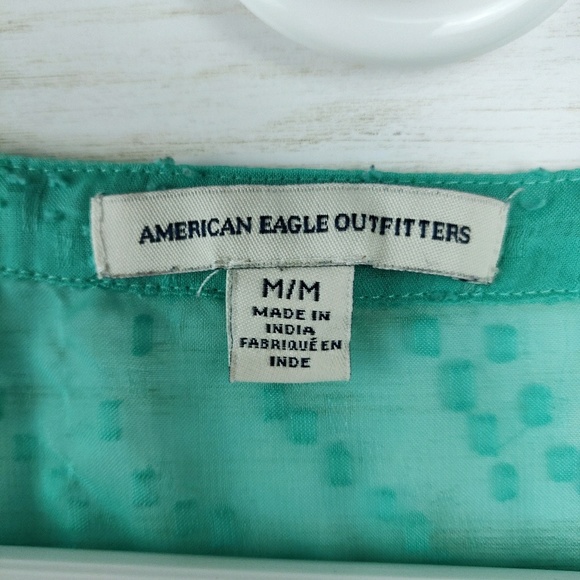 AMERICAN EAGLE OUTFITTERS
M/M
MADE IN
INDIA
FABRIQUÉ EN
INDE